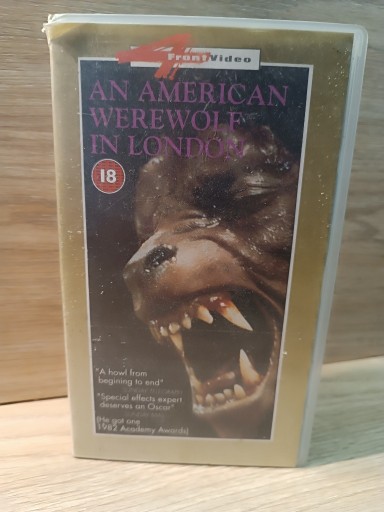 4 Front Video
AN AMERICAN
WEREWOLF
IN LONDON
18
"A howl from
begining to end"
"Special effects expert
deserves an Oscar"
(He got one
1982 Academy Awards)